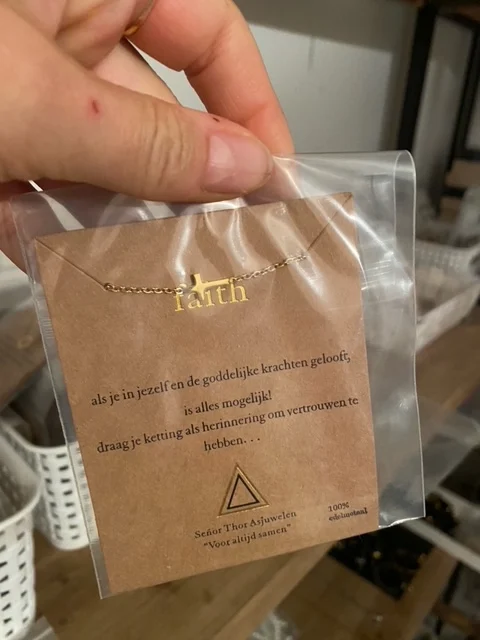 faith
als je in jezelf en de goddelijke krachten gelooft,
is alles mogelijk!
draag je ketting als herinnering om vertrouwen te
hebben. . .
Señor Thor Asjuwelen
"Voor altijd samen"
100%
edelmetaal